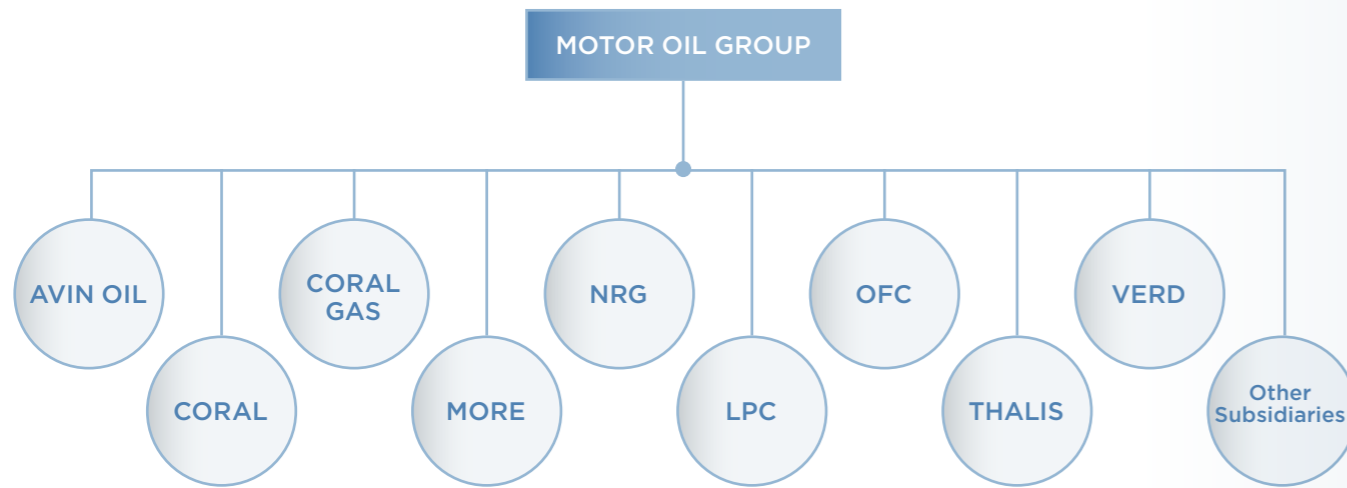 MOTOR OIL GROUP
AVIN OIL
CORAL
CORAL
GAS
MORE
NRG
LPC
OFC
THALIS
VERD
Other
Subsidiaries